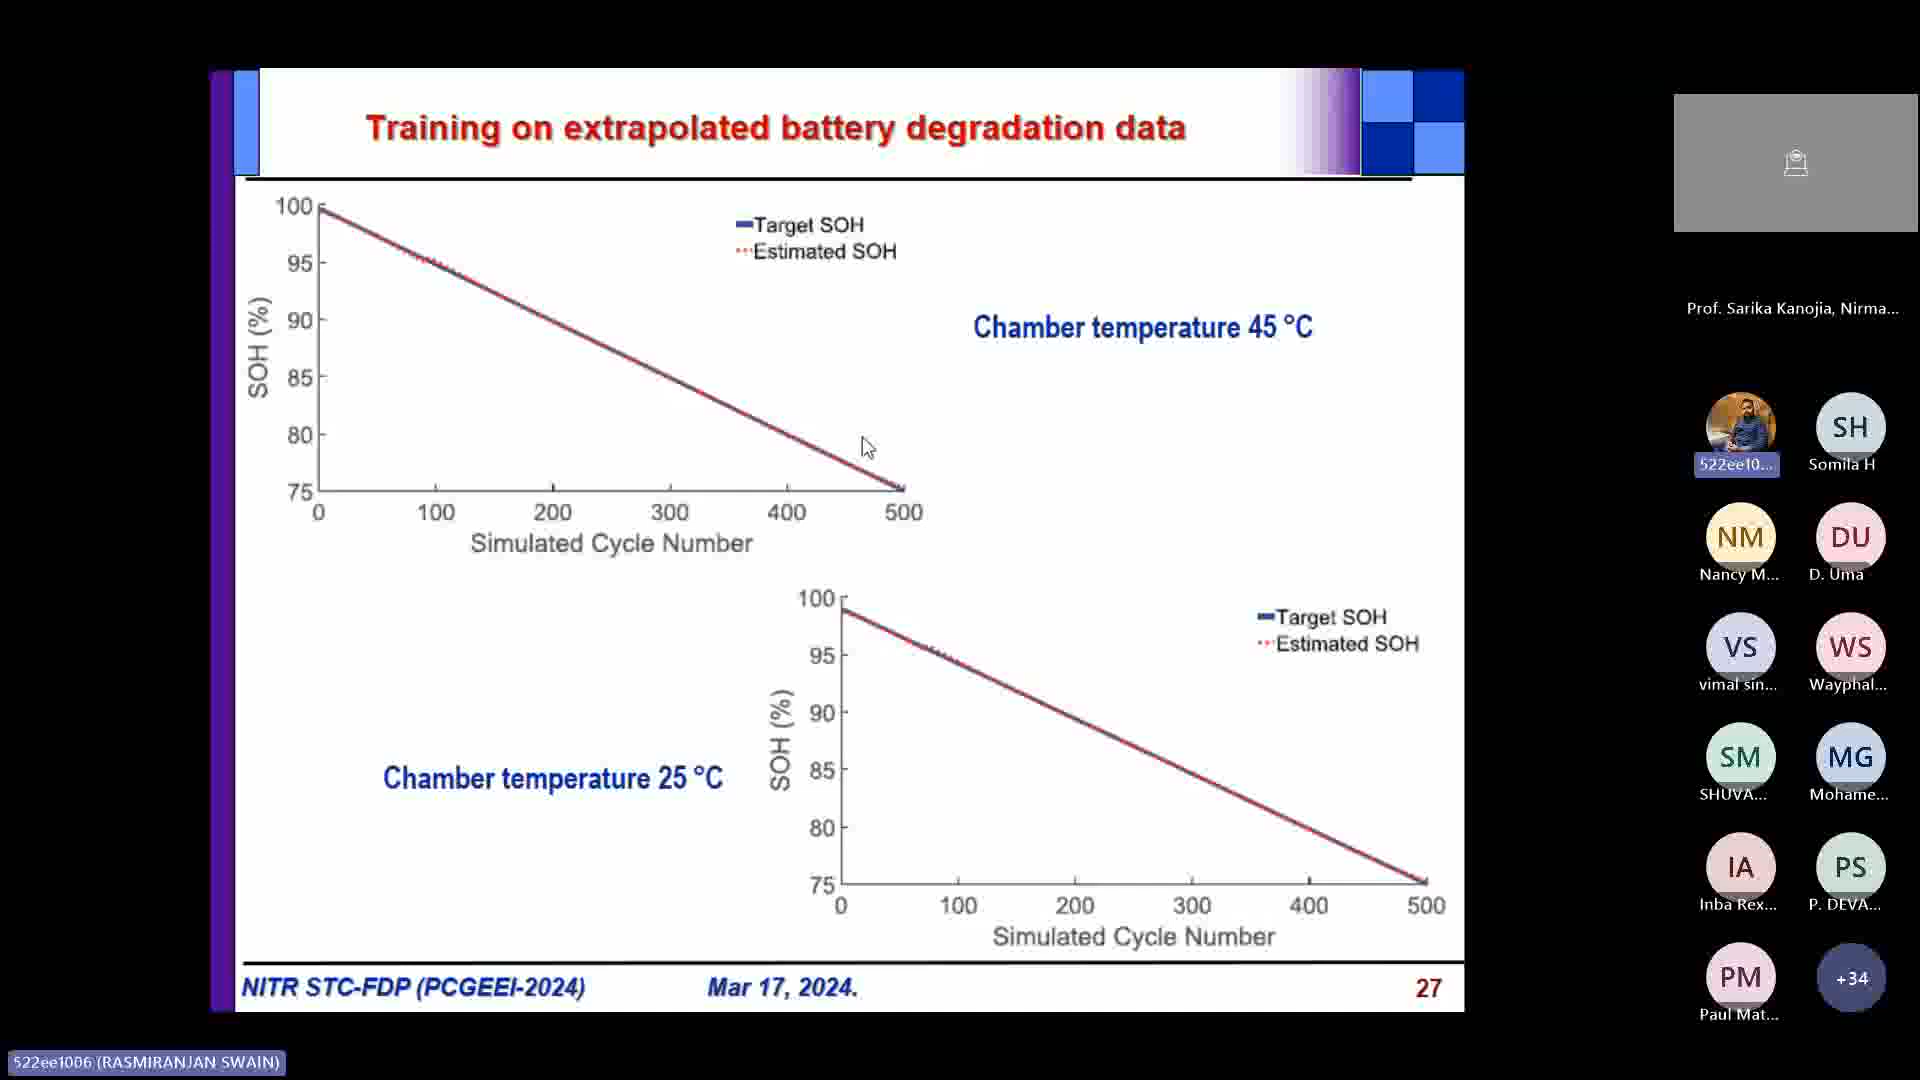 Training on extrapolated battery degradation data
100
95
90
85
80
75
SOH (%)
Target SOH
Estimated SOH
0 100 200 300 400 500
Simulated Cycle Number
Chamber temperature 45 °C
Chamber temperature 25 °C
100
95
90
85
80
75
SOH (%)
Target SOH
Estimated SOH
0 100 200 300 400 500
Simulated Cycle Number
NITR STC-FDP (PCGEEI-2024) Mar 17, 2024. 27
Prof. Sarika Kanojia, Nirma...
522ee10...
SH
Somila H
NM
Nancy M...
DU
D. Uma
VS
vimal sin...
WS
Wayphal...
SM
SHUVA...
MG
Mohame...
IA
Inba Rex...
PS
P. DEVA...
PM
Paul Mat...
+34
522ee1006 (RASMIRANJAN SWAIN)